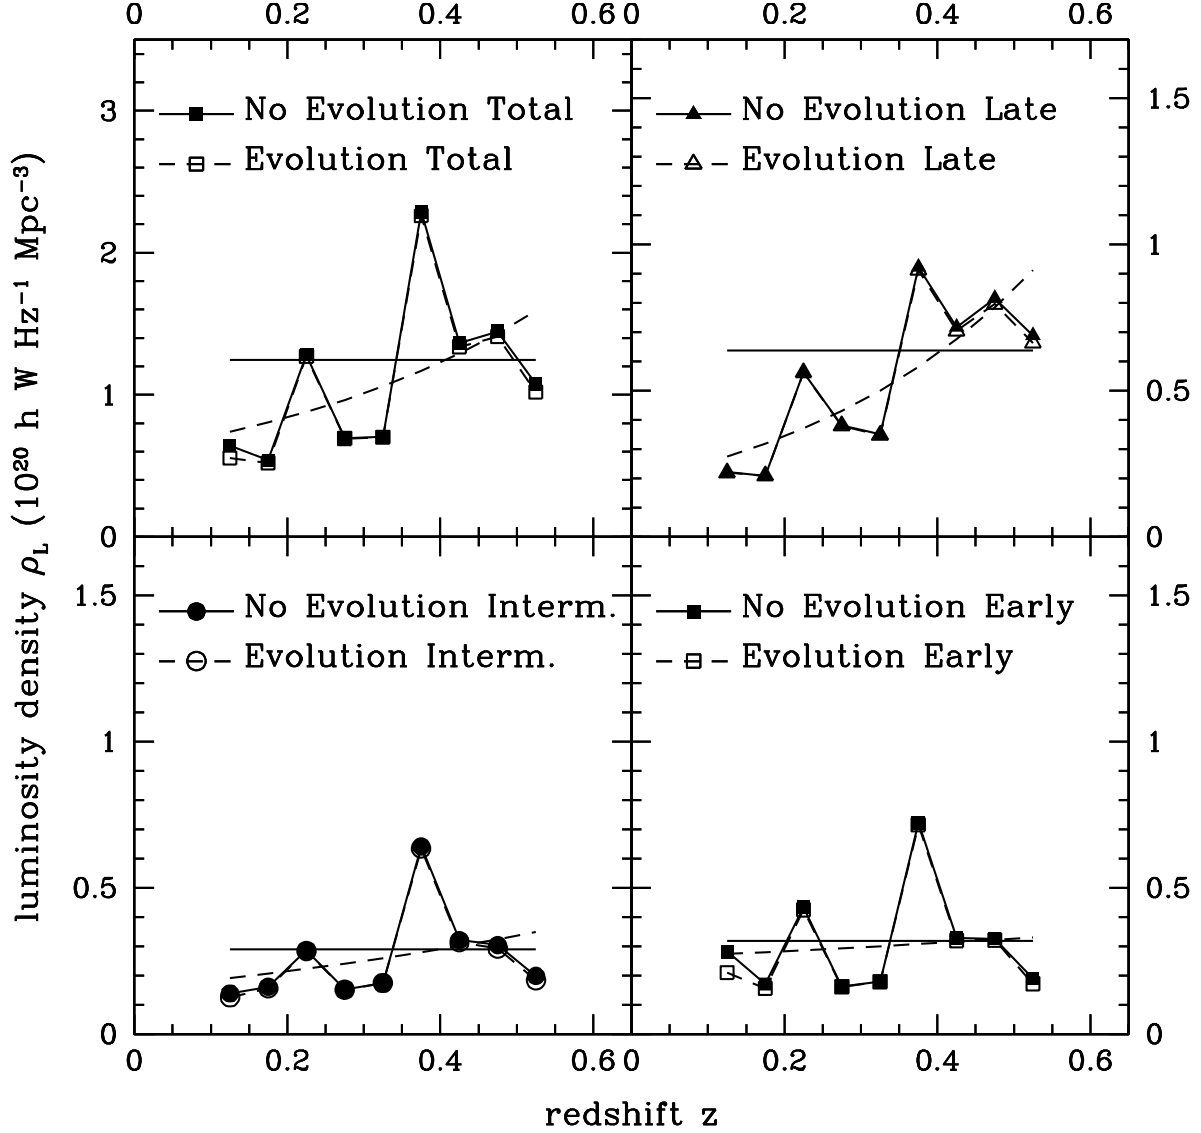 0 0.2 0.4 0.6 0 0.2 0.4 0.6
No Evolution Total
Evolution Total
No Evolution Late
Evolution Late
3
2
1
0
1.5
1
0.5
0
No Evolution Interm.
Evolution Interm.
No Evolution Early
Evolution Early
1.5
1
0.5
0
1.5
1
0.5
0
0 0.2 0.4 0.6 0 0.2 0.4 0.6
redshift z
luminosity density ρL (10²⁰ h W Hz⁻¹ Mpc⁻³)